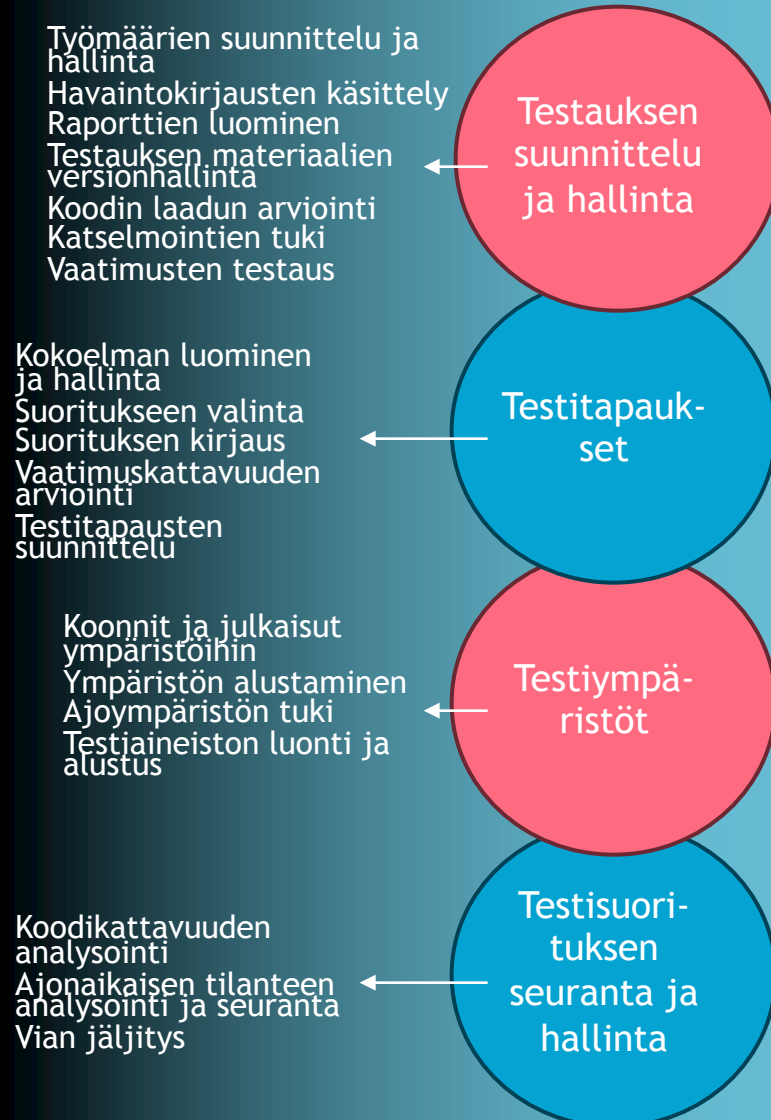 Työmäärien suunnittelu ja
hallinta
Havaintokirjausten käsittely
Raporttien luominen
Testauksen materiaalien
versionhallinta
Koodin laadun arviointi
Katselmointien tuki
Vaatimusten testaus
Testauksen
suunnittelu
ja hallinta
Kokoelman luominen
ja hallinta
Suoritukseen valinta
Suorituksen kirjaus
Vaatimuskattavuuden
arviointi
Testitapausten
suunnittelu
Testitapauk-
set
Koonnit ja julkaisut
ympäristöihin
Ympäristön alustaminen
Ajoympäristön tuki
Testiaineiston luonti ja
alustus
Testiympä-
ristöt
Koodikattavuuden
analysointi
Ajonaikaisen tilanteen
analysointi ja seuranta
Vian jäljitys
Testisuori-
tuksen
seuranta ja
hallinta